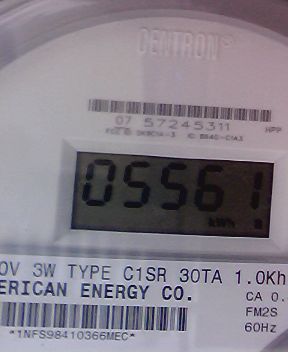 CENTRON®
07 57245311
HPP
05561
kWh
0V 3W TYPE C1SR 30TA 1.0Kh
ERICAN ENERGY CO. CA 0.
FM2S
60Hz
*1NFS98410366MEC*